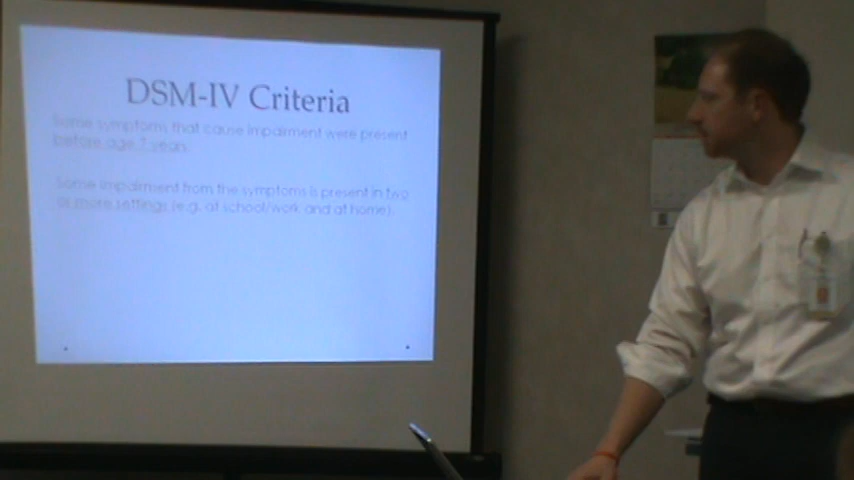 DSM-IV Criteria
Some symptoms that cause impairment were present
before age 7 years.
Some impairment from the symptoms is present in two
or more settings (e.g. at school/work and at home).